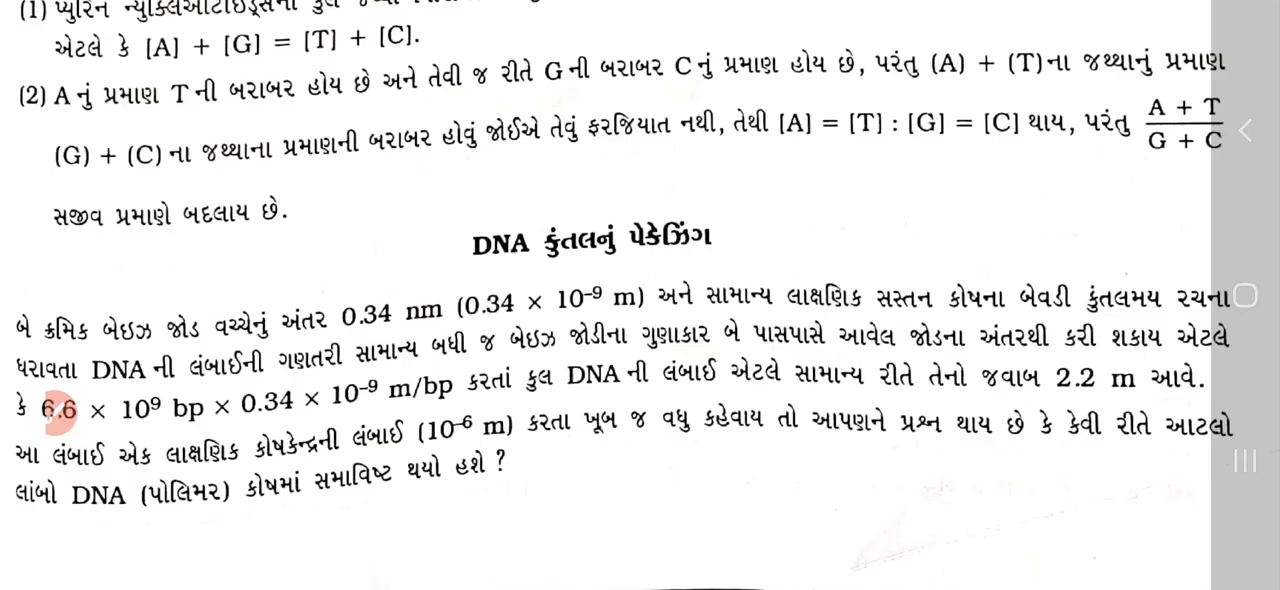 (1) પ્યુરિન ન્યુક્લિઓટાઇડ્સના કુલ
એટલે કે [A] + [G] = [T] + [C].
(2) A નું પ્રમાણ T ની બરાબર હોય છે અને તેવી જ રીતે G ની બરાબર C નું પ્રમાણ હોય છે, પરંતુ (A) + (T)ના જથ્થાનું પ્રમાણ
(G) + (C) ના જથ્થાના પ્રમાણની બરાબર હોવું જોઈએ તેવું ફરજિયાત નથી, તેથી [A] = [T] : [G] = [C] થાય, પરંતુ A + T / G + C
સજીવ પ્રમાણે બદલાય છે.
DNA કુંતલનું પેકેઝિંગ
બે ક્રમિક બેઇઝ જોડ વચ્ચેનું અંતર 0.34 nm (0.34 × 10⁻⁹ m) અને સામાન્ય લાક્ષણિક સસ્તન કોષના બેવડી કુંતલમય રચના
ધરાવતા DNA ની લંબાઈની ગણતરી સામાન્ય બધી જ બેઇઝ જોડીના ગુણાકાર બે પાસપાસે આવેલ જોડના અંતરથી કરી શકાય એટલે
કે 6.6 × 10⁹ bp × 0.34 × 10⁻⁹ m/bp કરતાં કુલ DNA ની લંબાઈ એટલે સામાન્ય રીતે તેનો જવાબ 2.2 m આવે.
આ લંબાઈ એક લાક્ષણિક કોષકેન્દ્રની લંબાઈ (10⁻⁶ m) કરતા ખૂબ જ વધુ કહેવાય તો આપણને પ્રશ્ન થાય છે કે કેવી રીતે આટલો
લાંબો DNA (પોલિમર) કોષમાં સમાવિષ્ટ થયો હશે ?